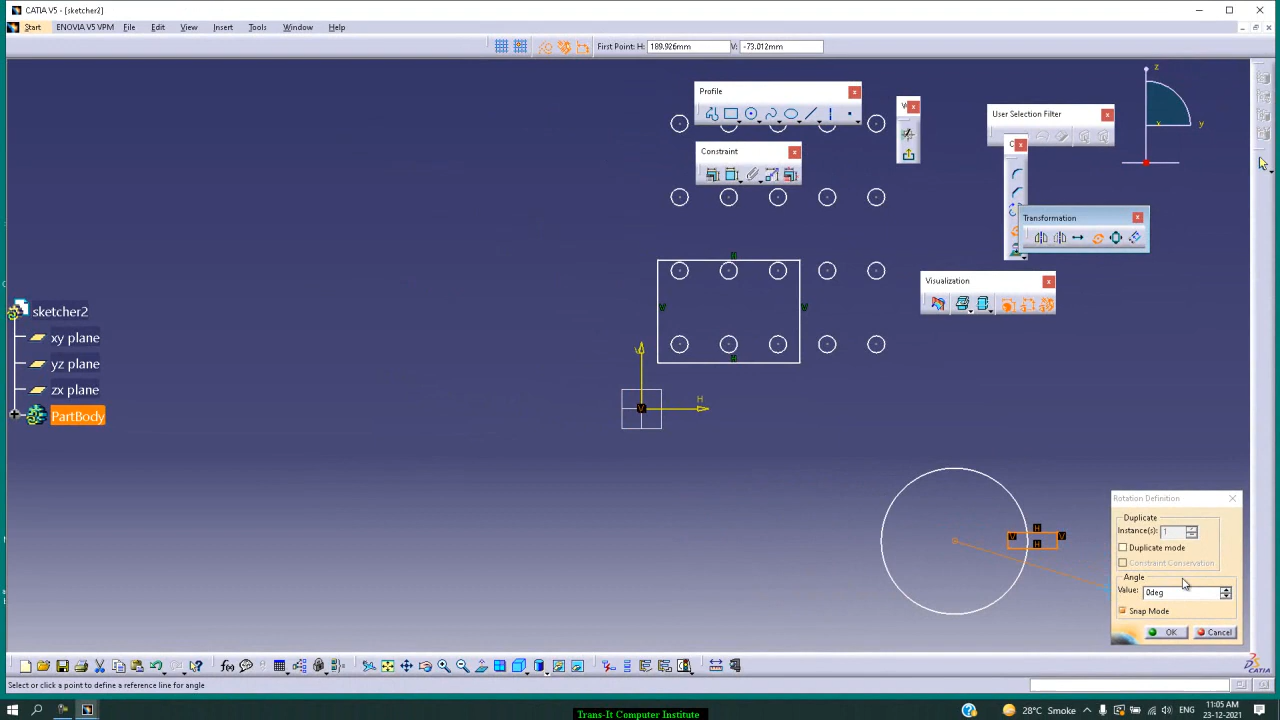 CATIA V5 - [sketcher2]
Start ENOVIA V5 VPM File Edit View Insert Tools Window Help
First Point: H: 189.926mm V: -73.012mm
Profile
Constraint
User Selection Filter
Transformation
Visualization
z
x
y
sketcher2
xy plane
yz plane
zx plane
PartBody
H
V
V
H
H
V
H
V
V
H
Rotation Definition
Duplicate
Instance(s): 1
Duplicate mode
Constraint Conservation
Angle
Value: 0deg
Snap Mode
OK Cancel
Select or click a point to define a reference line for angle
Trans-It Computer Institute
28°C Smoke
ENG
11:05 AM
23-12-2021